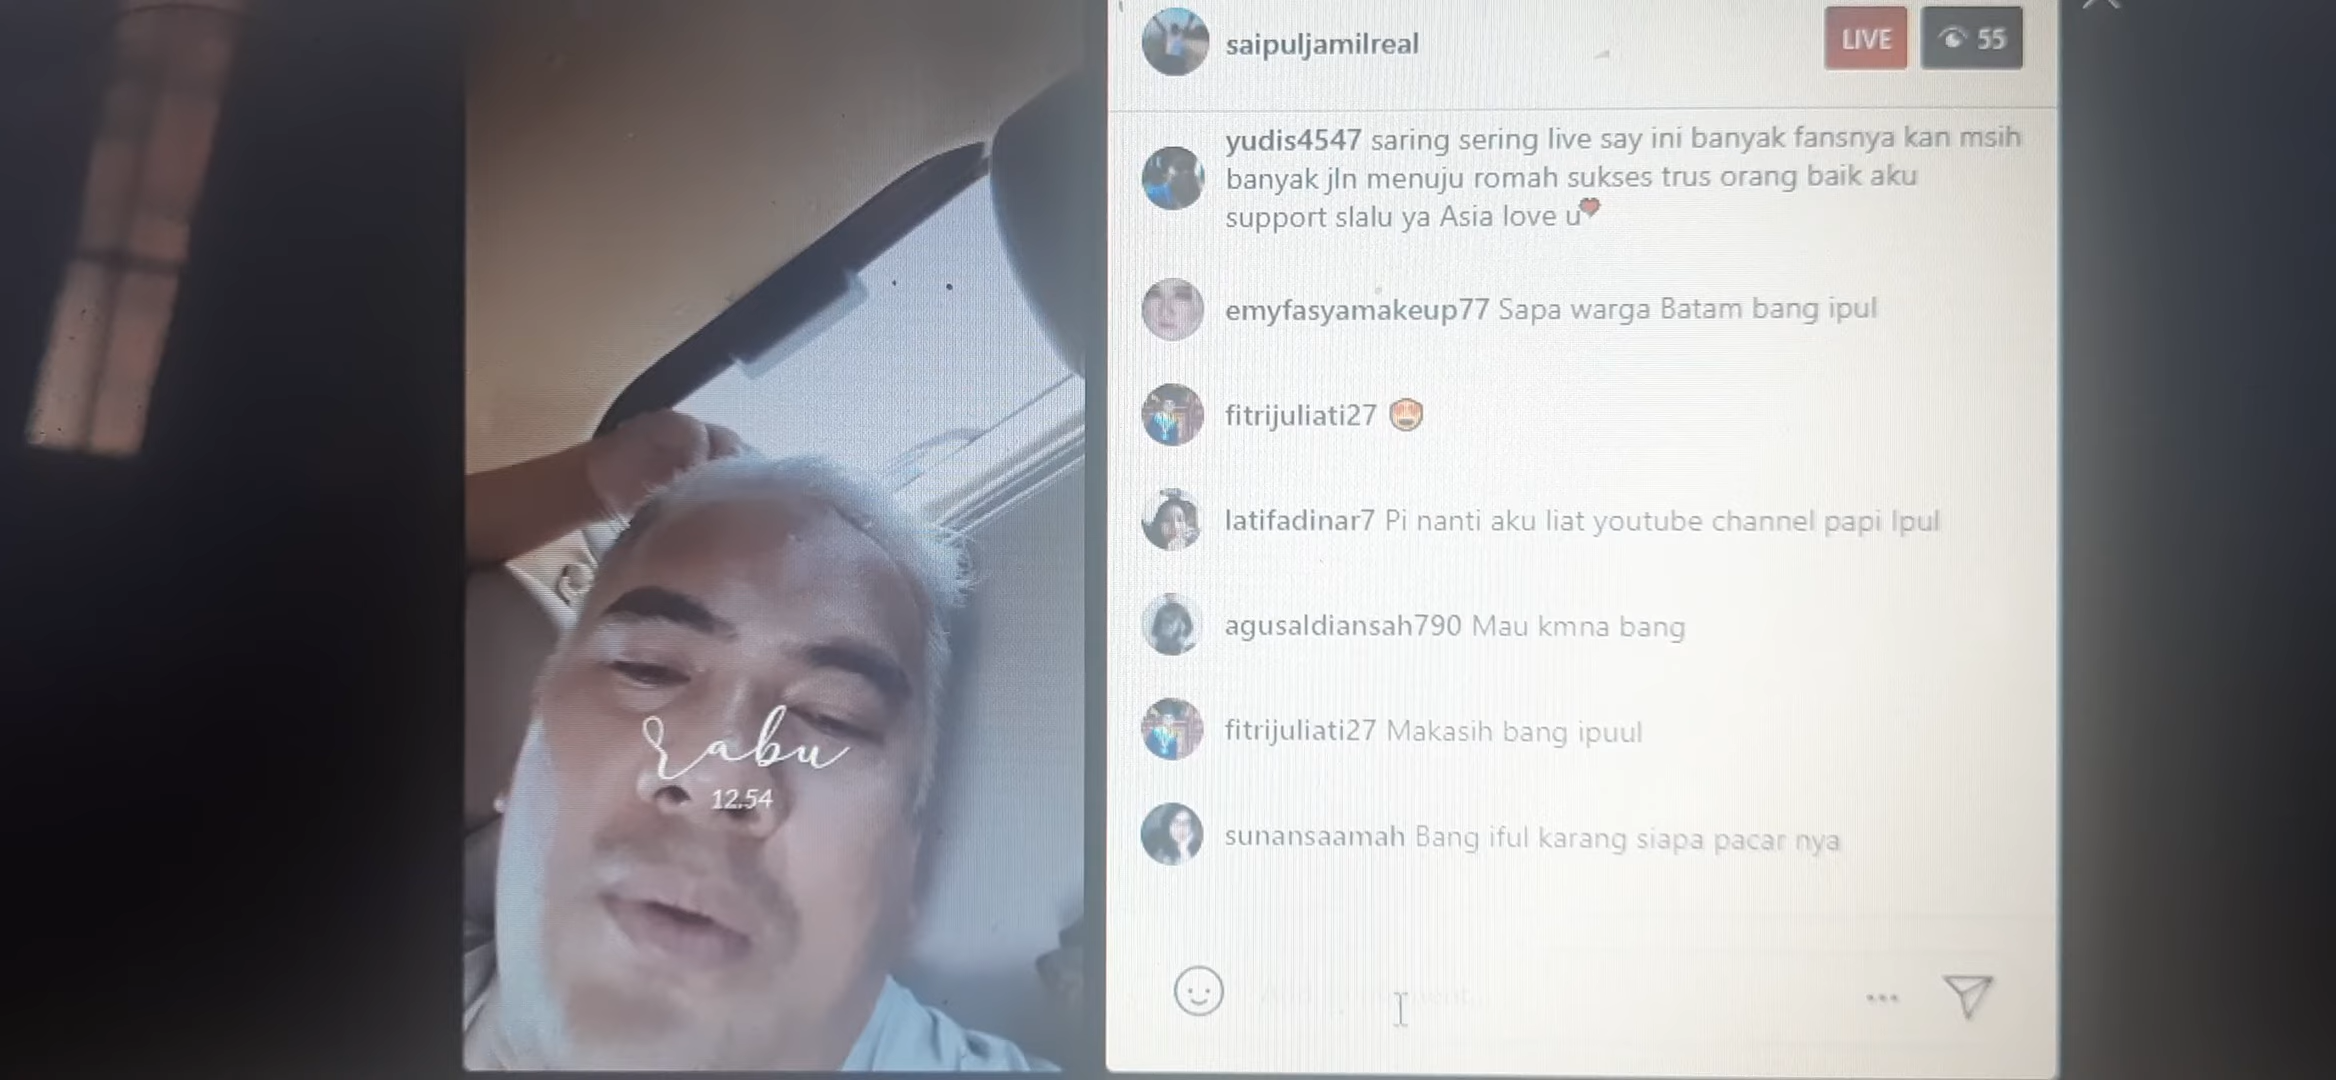 saipuljamilreal
LIVE
55
yudis4547 saring sering live say ini banyak fansnya kan msih
banyak jln menuju romah sukses trus orang baik aku
support slalu ya Asia love u
emyfasyamakeup77 Sapa warga Batam bang ipul
fitrijuliati27
latifadinar7 Pi nanti aku liat youtube channel papi Ipul
agusaldiansah790 Mau kmna bang
fitrijuliati27 Makasih bang ipuul
sunansaamah Bang iful karang siapa pacar nya
rabu
12.54